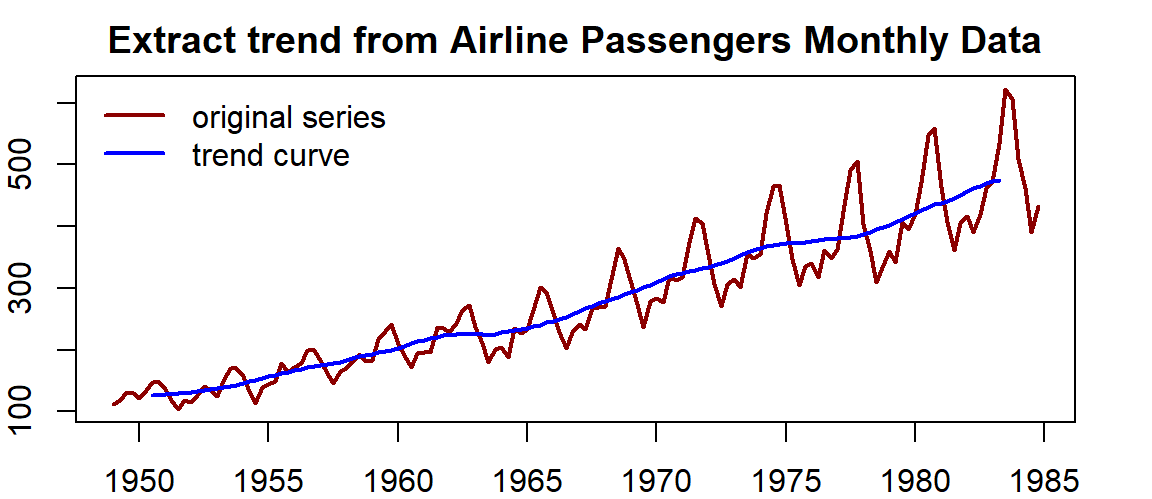 Extract trend from Airline Passengers Monthly Data
original series
trend curve
500
300
100
1950 1955 1960 1965 1970 1975 1980 1985